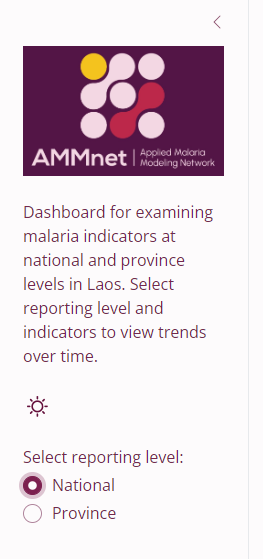 AMMnet | Applied Malaria
Modeling Network
Dashboard for examining
malaria indicators at
national and province
levels in Laos. Select
reporting level and
indicators to view trends
over time.
Select reporting level:
National
Province